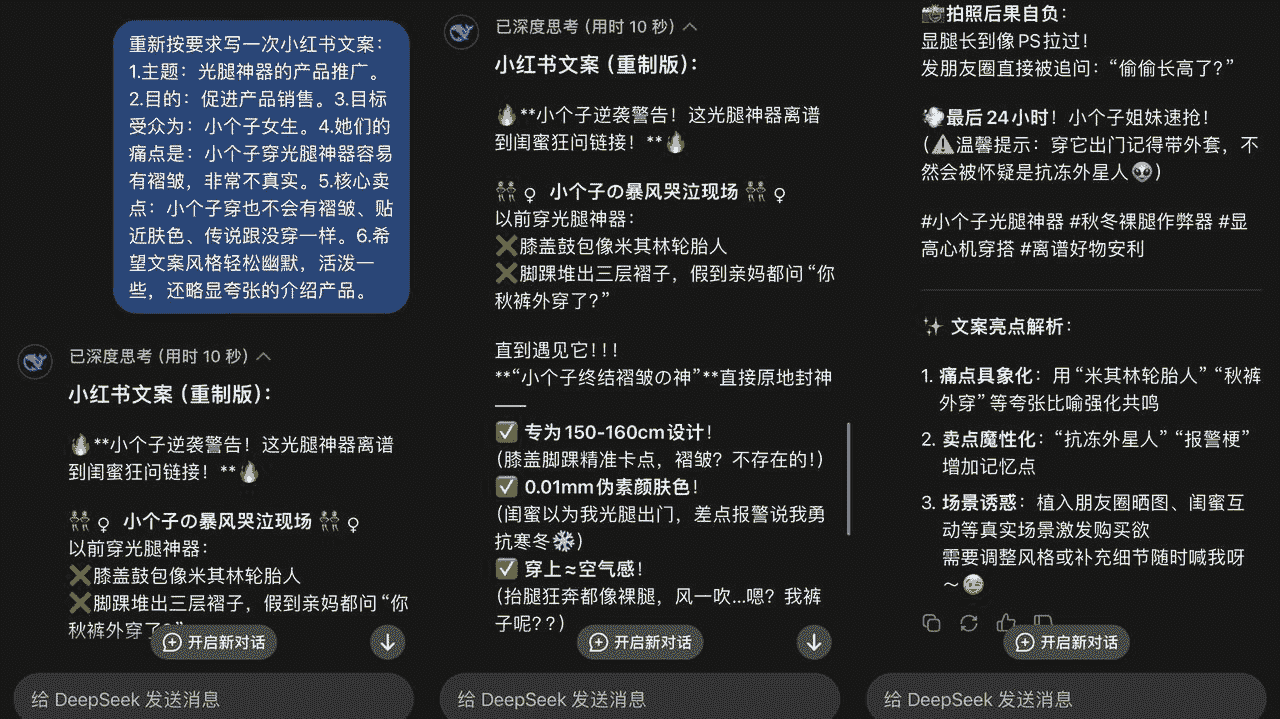 重新按要求写一次小红书文案：
1.主题：光腿神器的产品推广。
2.目的：促进产品销售。3.目标
受众为：小个子女生。4.她们的
痛点是：小个子穿光腿神器容易
有褶皱，非常不真实。5.核心卖
点：小个子穿也不会有褶皱、贴
近肤色、传说跟没穿一样。6.希
望文案风格轻松幽默，活泼一
些，还略显夸张的介绍产品。
已深度思考（用时 10 秒）
小红书文案（重制版）：
🔥**小个子逆袭警告！这光腿神器离谱
到闺蜜狂问链接！**🔥
👯♀ 小个子の暴风哭泣现场 👯♀
以前穿光腿神器：
❌膝盖鼓包像米其林轮胎人
❌脚踝堆出三层褶子，假到亲妈都问“你
秋裤外穿了？”
开启新对话
给 DeepSeek 发送消息
已深度思考（用时 10 秒）
小红书文案（重制版）：
🔥**小个子逆袭警告！这光腿神器离谱
到闺蜜狂问链接！**🔥
👯♀ 小个子の暴风哭泣现场 👯♀
以前穿光腿神器：
❌膝盖鼓包像米其林轮胎人
❌脚踝堆出三层褶子，假到亲妈都问“你
秋裤外穿了？”
直到遇见它！！！
**“小个子终结褶皱の神”**直接原地封神
——
✅ 专为150-160cm设计！
（膝盖脚踝精准卡点，褶皱？不存在的！）
✅ 0.01mm伪素颜肤色！
（闺蜜以为我光腿出门，差点报警说我勇
抗寒冬❄️）
✅ 穿上≈空气感！
（抬腿狂奔都像裸腿，风一吹...嗯？我裤
子呢？？）
开启新对话
给 DeepSeek 发送消息
📸拍照后果自负：
显腿长到像PS拉过！
发朋友圈直接被追问：“偷偷长高了？”
💨最后24小时！小个子姐妹速抢！
（⚠️温馨提示：穿它出门记得带外套，不
然会被怀疑是抗冻外星人👽）
#小个子光腿神器 #秋冬裸腿作弊器 #显
高心机穿搭 #离谱好物安利
✨ 文案亮点解析：
1. 痛点具象化：用“米其林轮胎人”“秋裤
外穿”等夸张比喻强化共鸣
2. 卖点魔性化：“抗冻外星人”“报警梗”
增加记忆点
3. 场景诱惑：植入朋友圈晒图、闺蜜互
动等真实场景激发购买欲
需要调整风格或补充细节随时喊我呀
～😉
开启新对话
给 DeepSeek 发送消息